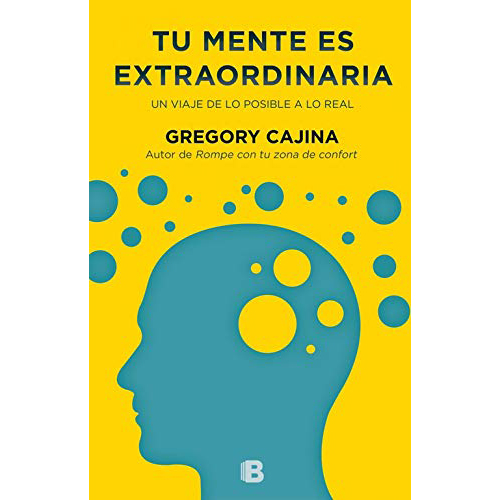 TU MENTE ES
EXTRAORDINARIA
UN VIAJE DE LO POSIBLE A LO REAL
GREGORY CAJINA
Autor de Rompe con tu zona de confort
B